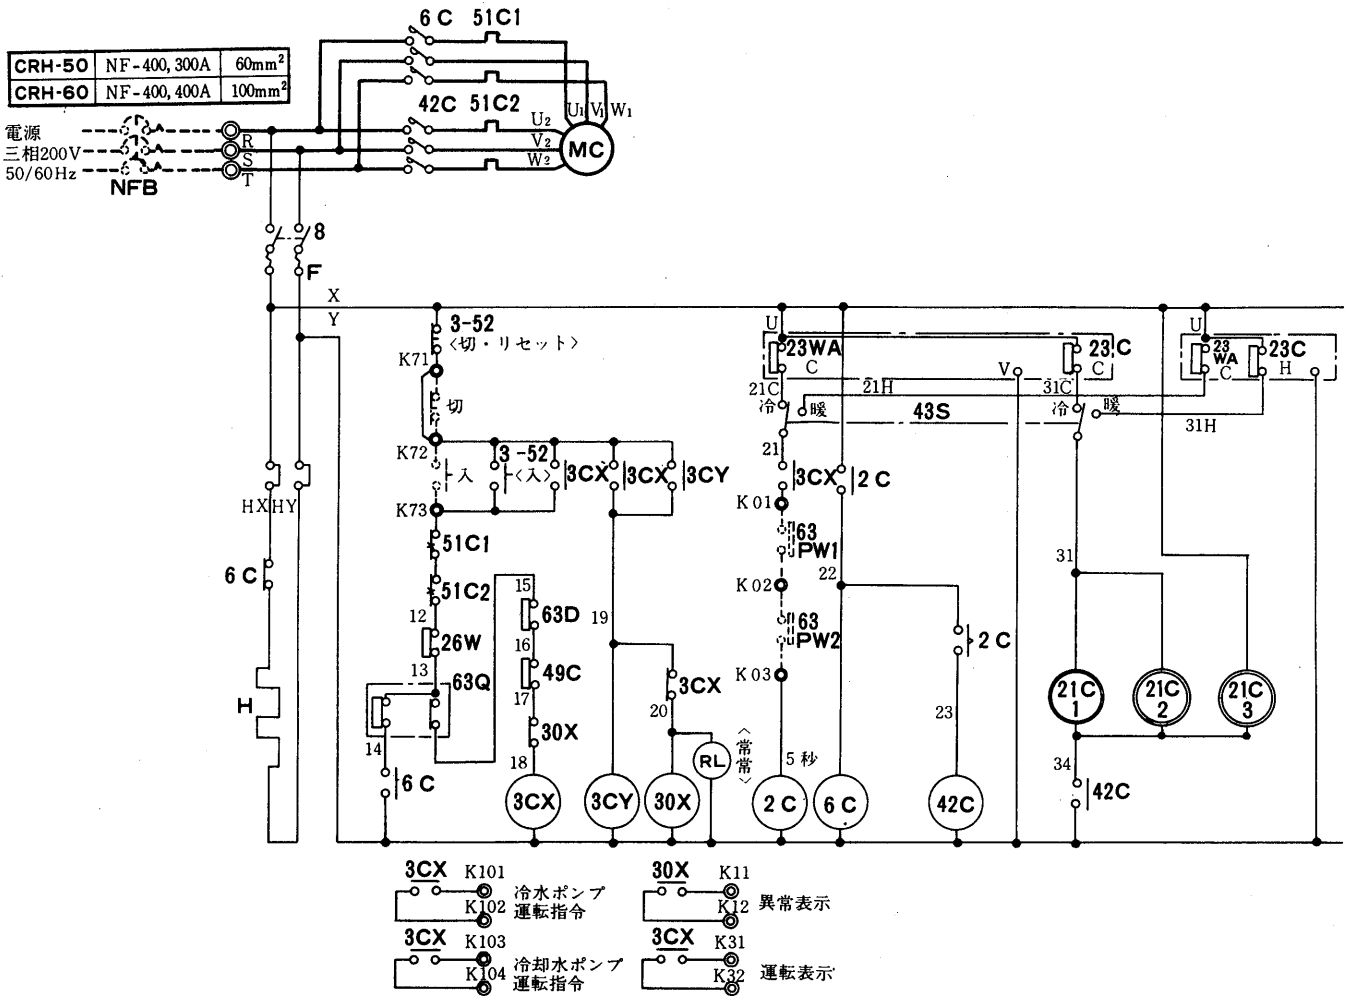 6C 51C1
CRH-50 NF-400,300A 60mm²
CRH-60 NF-400,400A 100mm²
42C 51C2
U1 V1 W1
電源
三相200V
50/60Hz
NFB
R
S
T
U2
V2
W2
MC
8
F
X
Y
3-52
〈切・リセット〉
K71
切
K72
入
3-52
〈入〉
3CX
3CX
3CY
K73
HX HY
6C
H
51C1
51C2
12
26W
13
63Q
14
6C
15
63D
16
49C
17
30X
18
3CX
19
3CY
3CX
20
30X
RL
〈常常〉
U
23WA
C
21C
冷
暖
21H
43S
21
3CX
K01
63
PW1
K02
63
PW2
K03
5秒
2C
2C
22
6C
2C
23
42C
V
23C
C
31C
冷
暖
31H
31
21C
1
21C
2
21C
3
34
42C
U
23
WA
C
23C
H
3CX K101
K102
冷水ポンプ
運転指令
30X K11
K12
異常表示
3CX K103
K104
冷却水ポンプ
運転指令
3CX K31
K32
運転表示